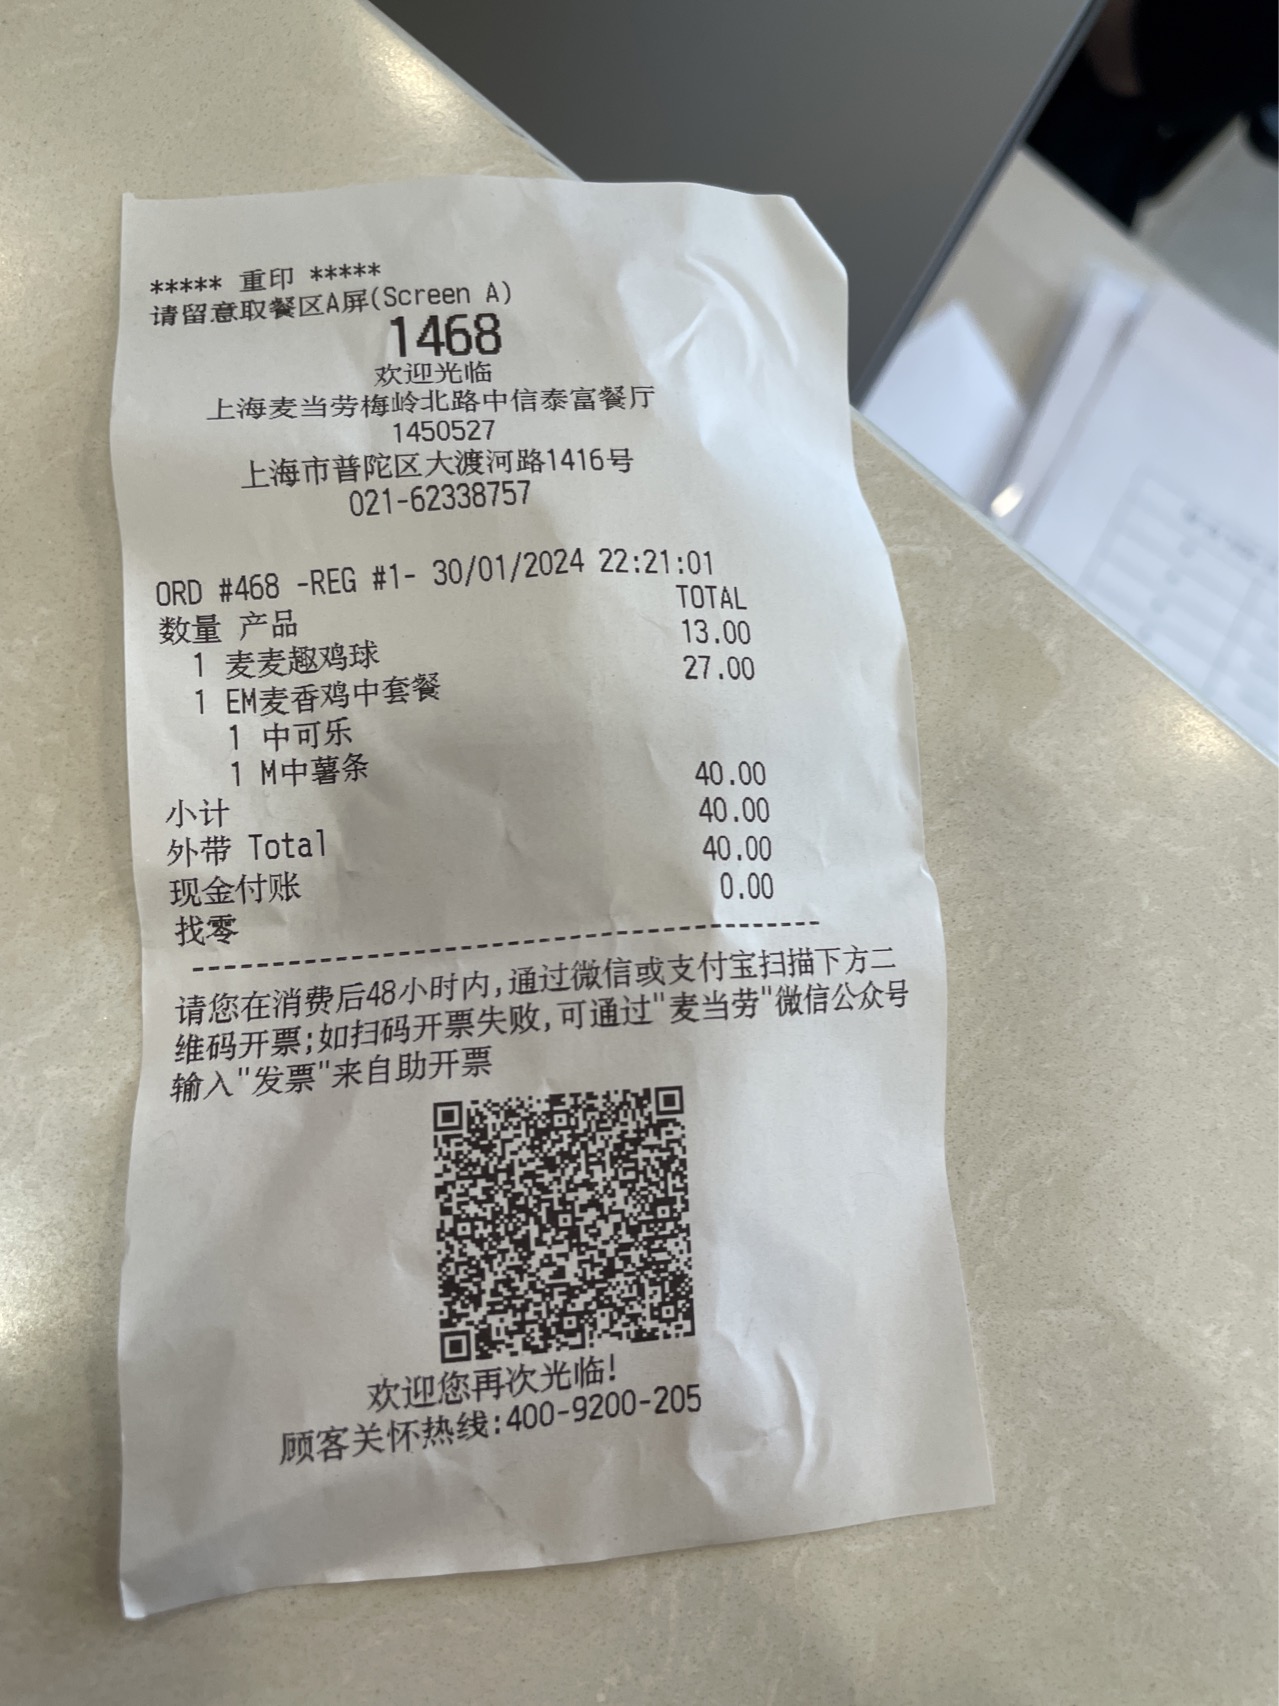 ***** 重印 *****
请留意取餐区A屏(Screen A)
1468
欢迎光临
上海麦当劳梅岭北路中信泰富餐厅
1450527
上海市普陀区大渡河路1416号
021-62338757
ORD #468 -REG #1- 30/01/2024 22:21:01
数量 产品 TOTAL
1 麦麦趣鸡球 13.00
1 EM麦香鸡中套餐 27.00
1 中可乐
1 M中薯条
小计 40.00
外带 Total 40.00
现金付账 40.00
找零 0.00
--------------------------------------
请您在消费后48小时内,通过微信或支付宝扫描下方二
维码开票;如扫码开票失败,可通过"麦当劳"微信公众号
输入"发票"来自助开票
欢迎您再次光临!
顾客关怀热线:400-9200-205